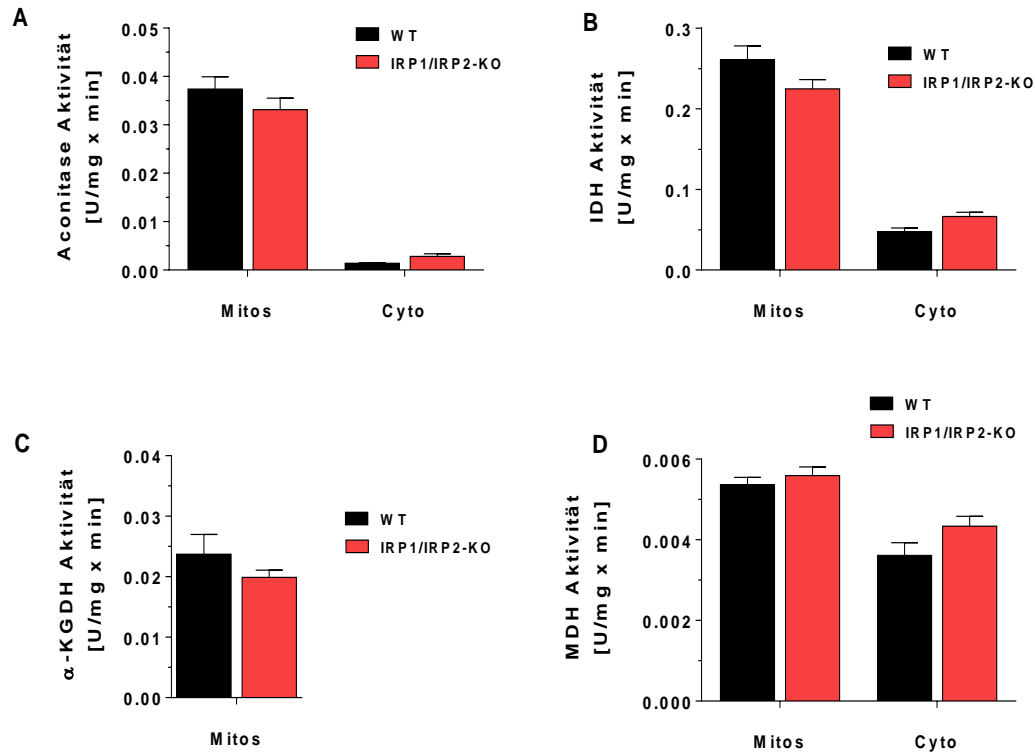 A
Aconitase Aktivität
[U/mg x min]
0.05
0.04
0.03
0.02
0.01
0.00
WT
IRP1/IRP2-KO
Mitos
Cyto
B
IDH Aktivität
[U/mg x min]
0.3
0.2
0.1
0.0
WT
IRP1/IRP2-KO
Mitos
Cyto
C
α-KGDH Aktivität
[U/mg x min]
0.04
0.03
0.02
0.01
0.00
WT
IRP1/IRP2-KO
Mitos
D
MDH Aktivität
[U/mg x min]
0.006
0.004
0.002
0.000
WT
IRP1/IRP2-KO
Mitos
Cyto